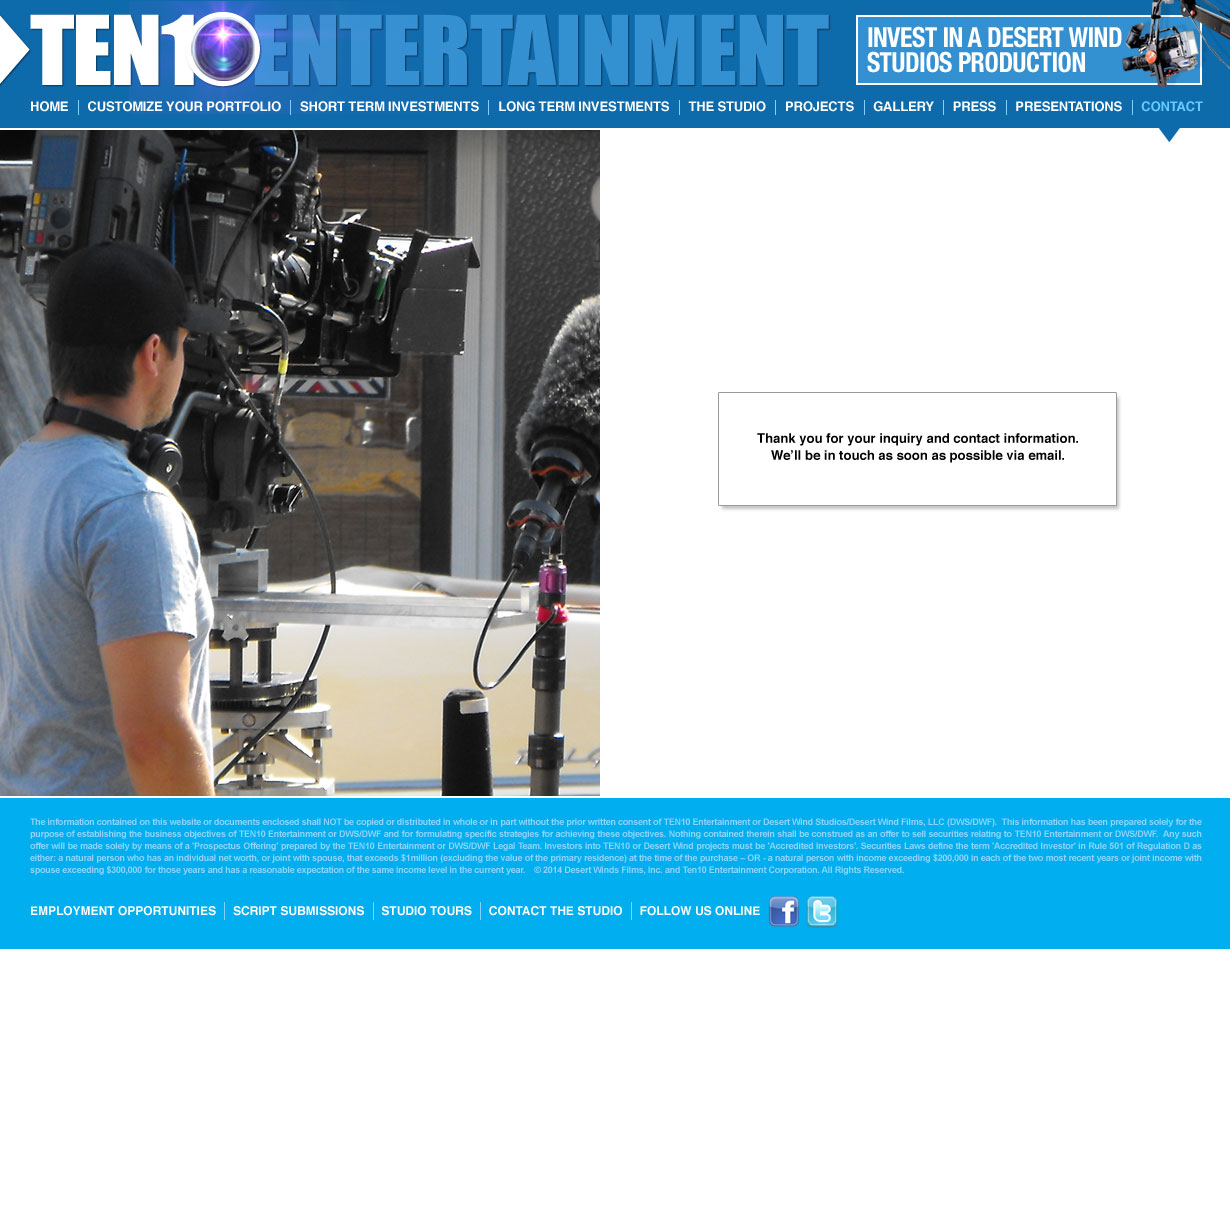 TEN10 ENTERTAINMENT
INVEST IN A DESERT WIND
STUDIOS PRODUCTION
HOME
CUSTOMIZE YOUR PORTFOLIO
SHORT TERM INVESTMENTS
LONG TERM INVESTMENTS
THE STUDIO
PROJECTS
GALLERY
PRESS
PRESENTATIONS
CONTACT
Thank you for your inquiry and contact information.
We'll be in touch as soon as possible via email.
The information contained on this website or documents enclosed shall NOT be copied or distributed in whole or in part without the prior written consent of TEN10 Entertainment or Desert Wind Studios/Desert Wind Films, LLC (DWS/DWF). This information has been prepared solely for the
purpose of establishing the business objectives of TEN10 Entertainment or DWS/DWF and for formulating specific strategies for achieving these objectives. Nothing contained therein shall be construed as an offer to sell securities relating to TEN10 Entertainment or DWS/DWF. Any such
offer will be made solely by means of a 'Prospectus Offering' prepared by the TEN10 Entertainment or DWS/DWF Legal Team. Investors into TEN10 or Desert Wind projects must be 'Accredited Investors'. Securities Laws define the term 'Accredited Investor' in Rule 501 of Regulation D as
either: a natural person who has an individual net worth, or joint with spouse, that exceeds $1million (excluding the value of the primary residence) at the time of the purchase – OR - a natural person with income exceeding $200,000 in each of the two most recent years or joint income with
spouse exceeding $300,000 for those years and has a reasonable expectation of the same income level in the current year. © 2014 Desert Winds Films, Inc. and Ten10 Entertainment Corporation. All Rights Reserved.
EMPLOYMENT OPPORTUNITIES
SCRIPT SUBMISSIONS
STUDIO TOURS
CONTACT THE STUDIO
FOLLOW US ONLINE